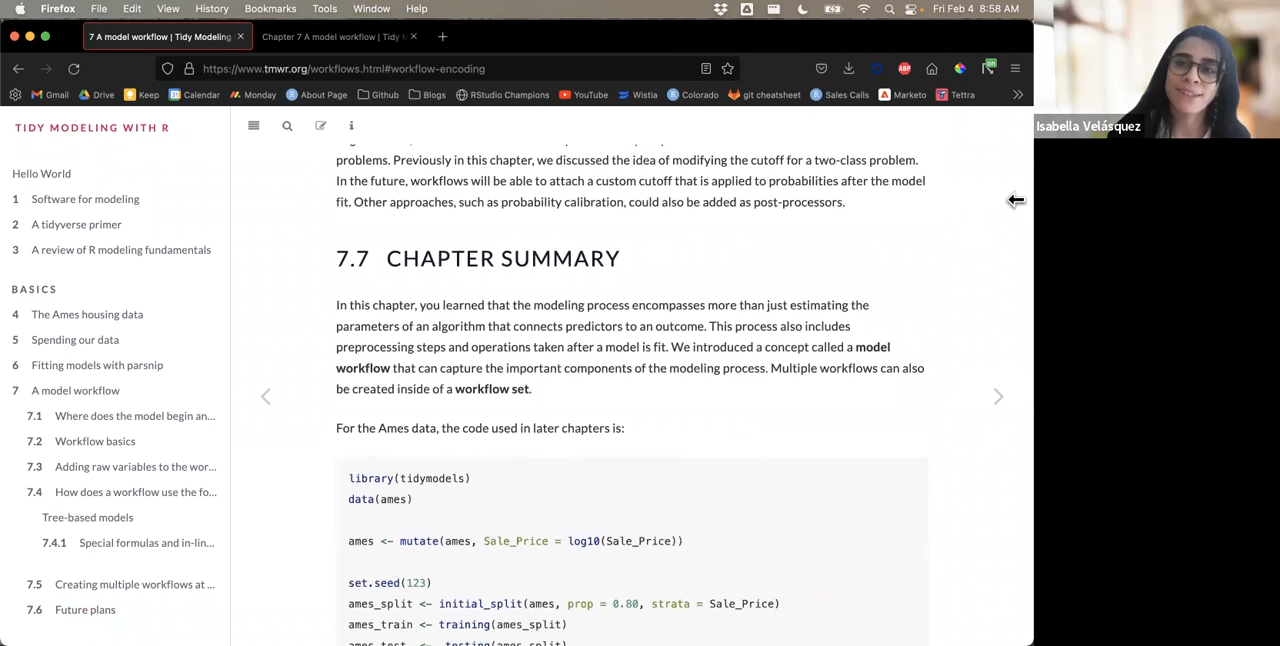 Firefox File Edit View History Bookmarks Tools Window Help Fri Feb 4 8:58 AM
7 A model workflow | Tidy Modeling Chapter 7 A model workflow | Tidy
https://www.tmwr.org/workflows.html#workflow-encoding
Gmail Drive Keep Calendar Monday About Page Github Blogs RStudio Champions YouTube Wistia Colorado git cheatsheet Sales Calls Marketo Tettra
Isabella Velásquez
TIDY MODELING WITH R
Hello World
1 Software for modeling
2 A tidyverse primer
3 A review of R modeling fundamentals
BASICS
4 The Ames housing data
5 Spending our data
6 Fitting models with parsnip
7 A model workflow
7.1 Where does the model begin an...
7.2 Workflow basics
7.3 Adding raw variables to the wor...
7.4 How does a workflow use the fo...
Tree-based models
7.4.1 Special formulas and in-lin...
7.5 Creating multiple workflows at ...
7.6 Future plans
problems. Previously in this chapter, we discussed the idea of modifying the cutoff for a two-class problem.
In the future, workflows will be able to attach a custom cutoff that is applied to probabilities after the model
fit. Other approaches, such as probability calibration, could also be added as post-processors.
7.7 CHAPTER SUMMARY
In this chapter, you learned that the modeling process encompasses more than just estimating the
parameters of an algorithm that connects predictors to an outcome. This process also includes
preprocessing steps and operations taken after a model is fit. We introduced a concept called a model
workflow that can capture the important components of the modeling process. Multiple workflows can also
be created inside of a workflow set.
For the Ames data, the code used in later chapters is:
library(tidymodels)
data(ames)
ames <- mutate(ames, Sale_Price = log10(Sale_Price))
set.seed(123)
ames_split <- initial_split(ames, prop = 0.80, strata = Sale_Price)
ames_train <- training(ames_split)
ames_test <- testing(ames_split)